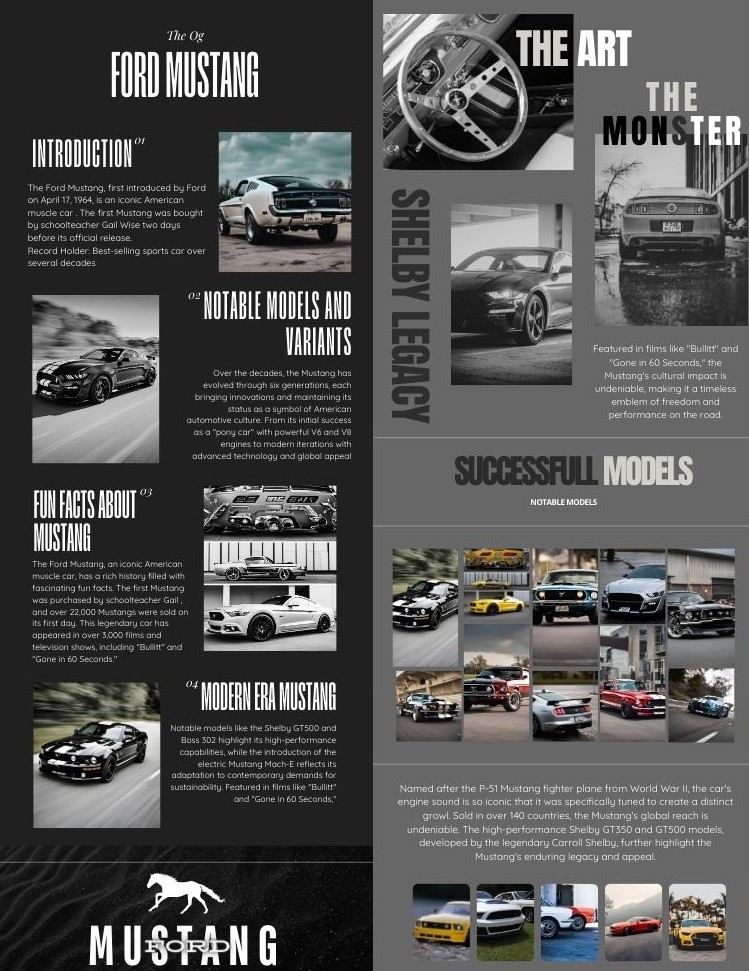 The Og
FORD MUSTANG
INTRODUCTION 01
The Ford Mustang, first introduced by Ford
on April 17, 1964, is an iconic American
muscle car . The first Mustang was bought
by schoolteacher Gail Wise two days
before its official release.
Record Holder: Best-selling sports car over
several decades
02 NOTABLE MODELS AND
VARIANTS
Over the decades, the Mustang has
evolved through six generations, each
bringing innovations and maintaining its
status as a symbol of American
automotive culture. From its initial success
as a "pony car" with powerful V6 and V8
engines to modern iterations with
advanced technology and global appeal
FUN FACTS ABOUT 03
MUSTANG
The Ford Mustang, an iconic American
muscle car, has a rich history filled with
fascinating fun facts. The first Mustang
was purchased by schoolteacher Gail ,
and over 22,000 Mustangs were sold on
its first day. This legendary car has
appeared in over 3,000 films and
television shows, including "Bullitt" and
"Gone in 60 Seconds."
04 MODERN ERA MUSTANG
Notable models like the Shelby GT500 and
Boss 302 highlight its high-performance
capabilities, while the introduction of the
electric Mustang Mach-E reflects its
adaptation to contemporary demands for
sustainability. Featured in films like "Bullitt"
and "Gone in 60 Seconds,"
MUSTANG
FORD
THE ART
THE
MONSTER
SHELBY LEGACY
Featured in films like "Bullitt" and
"Gone in 60 Seconds," the
Mustang's cultural impact is
undeniable, making it a timeless
emblem of freedom and
performance on the road.
SUCCESSFULL MODELS
NOTABLE MODELS
Named after the P-51 Mustang fighter plane from World War II, the car's
engine sound is so iconic that it was specifically tuned to create a distinct
growl. Sold in over 140 countries, the Mustang's global reach is
undeniable. The high-performance Shelby GT350 and GT500 models,
developed by the legendary Carroll Shelby, further highlight the
Mustang's enduring legacy and appeal.